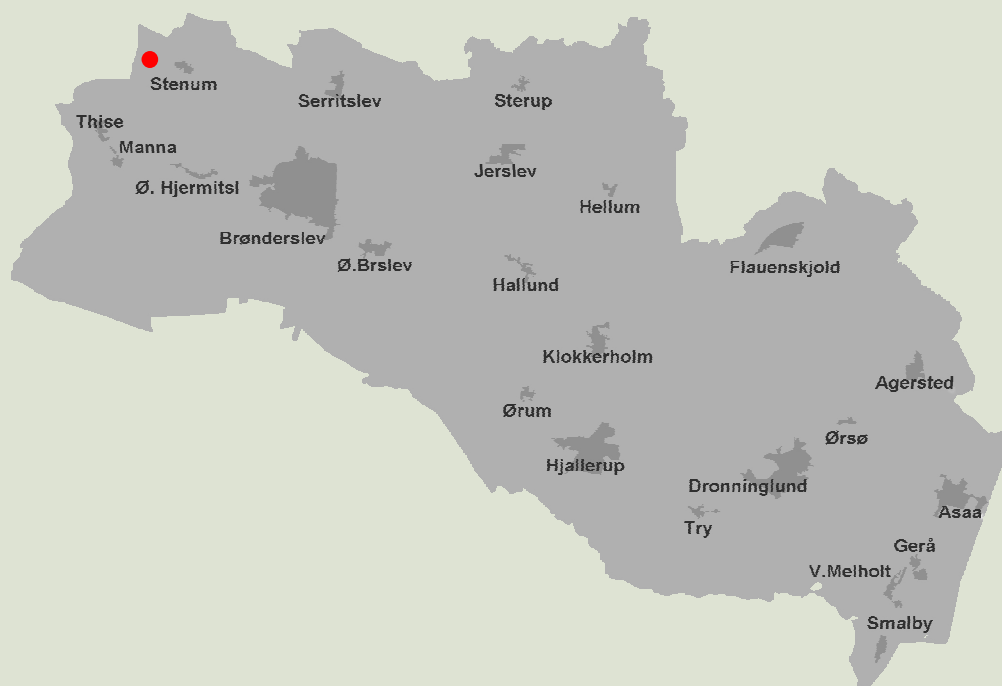 Stenum
Serritslev
Sterup
Thise
Manna
Jerslev
Ø. Hjermitsl
Hellum
Brønderslev
Ø.Brslev
Flauenskjold
Hallund
Klokkerholm
Agersted
Ørum
Ørsø
Hjallerup
Dronninglund
Asaa
Try
Gerå
V.Melholt
Smalby